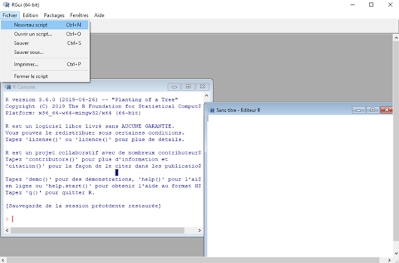 RGui (64-bit)
Fichier Edition Packages Fenêtres Aide
Nouveau script Ctrl+N
Ouvrir un script... Ctrl+O
Sauver Ctrl+S
Sauver sous...
Imprimer... Ctrl+P
Fermer le script
R Console
R version 3.6.0 (2019-04-26) -- "Planting of a Tree"
Copyright (C) 2019 The R Foundation for Statistical Comput
Platform: x86_64-w64-mingw32/x64 (64-bit)
R est un logiciel libre livré sans AUCUNE GARANTIE.
Vous pouvez le redistribuer sous certaines conditions.
Tapez 'license()' ou 'licence()' pour plus de détails.
R est un projet collaboratif avec de nombreux contributeurs
Tapez 'contributors()' pour plus d'information et
'citation()' pour la façon de le citer dans les publicatio
Tapez 'demo()' pour des démonstrations, 'help()' pour l'ai
en ligne ou 'help.start()' pour obtenir l'aide au format H
Tapez 'q()' pour quitter R.
[Sauvegarde de la session précédente restaurée]
>
Sans titre - Editeur R